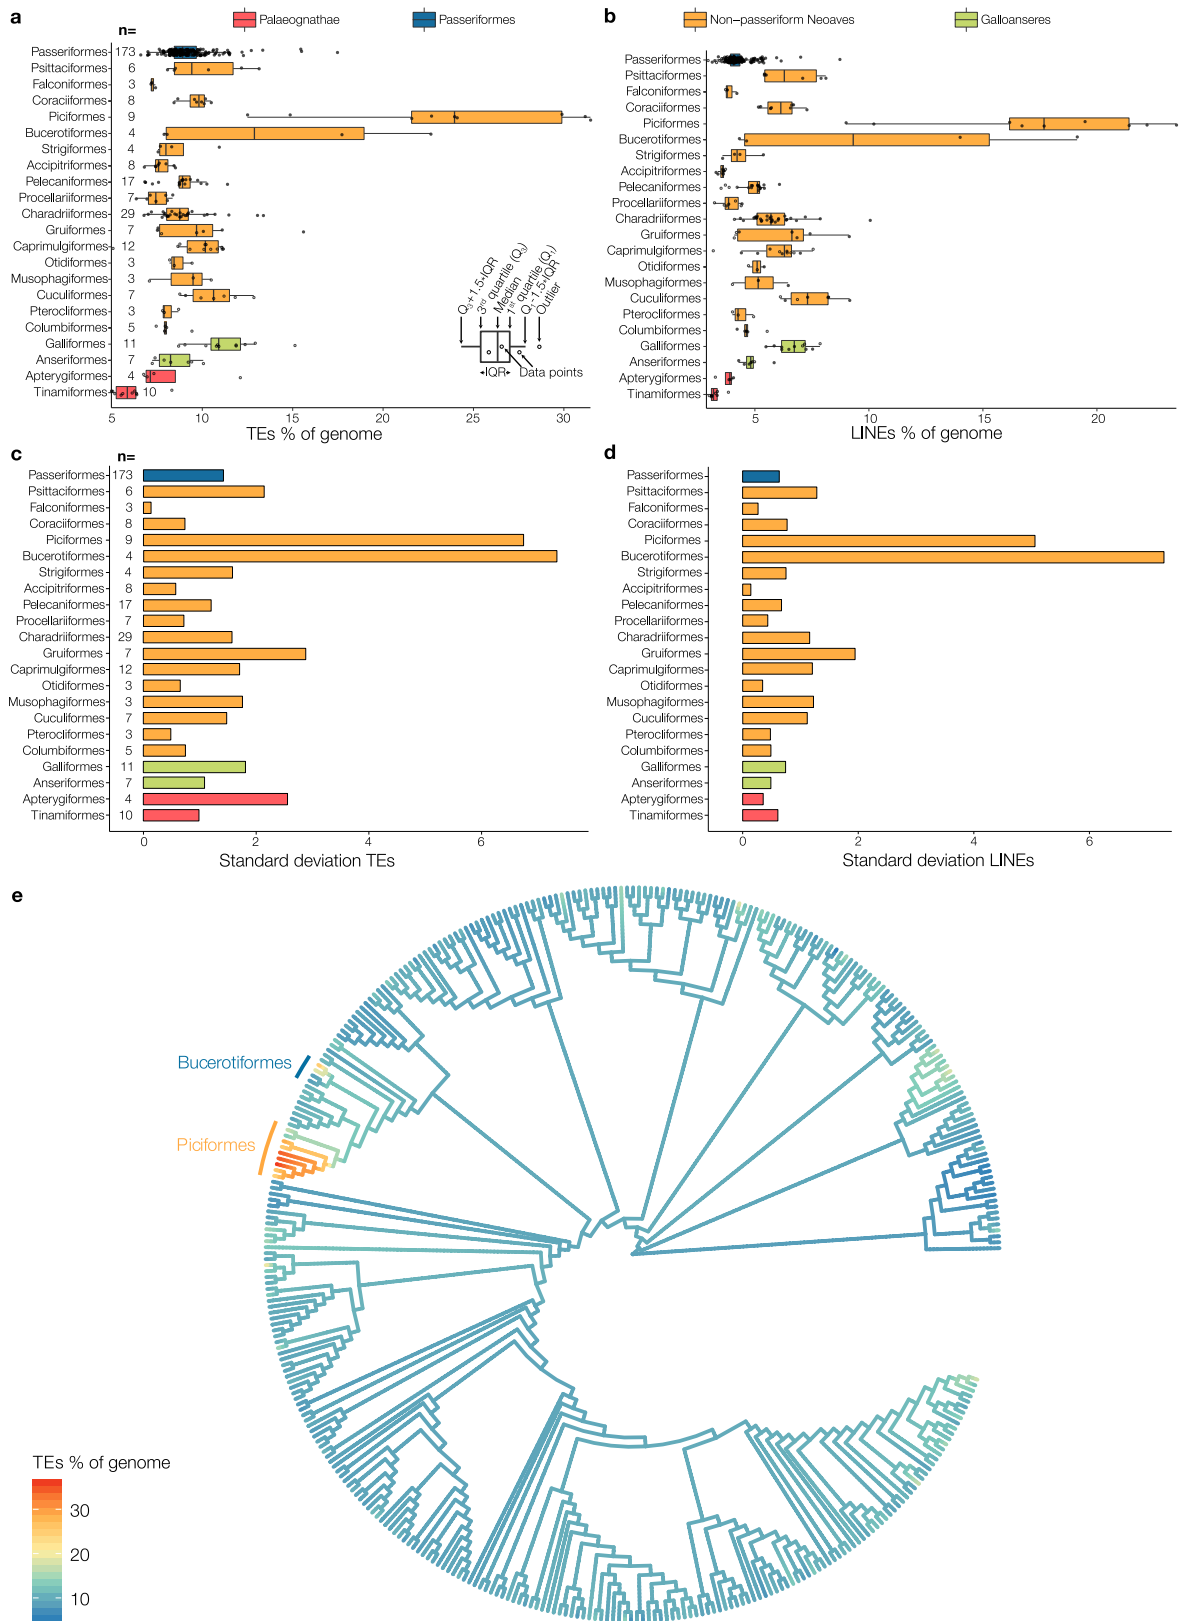 a
n=
Palaeognathae
Passeriformes
Passeriformes 173
Psittaciformes 6
Falconiformes 3
Coraciiformes 8
Piciformes 9
Bucerotiformes 4
Strigiformes 4
Accipitriformes 8
Pelecaniformes 17
Procellariiformes 7
Charadriiformes 29
Gruiformes 7
Caprimulgiformes 12
Otidiformes 3
Musophagiformes 3
Cuculiformes 7
Pterocliformes 3
Columbiformes 5
Galliformes 11
Anseriformes 7
Apterygiformes 4
Tinamiformes 10
5 10 15 20 25 30
TEs % of genome
Q3+1.5*IQR
3rd quartile (Q3)
Median
1st quartile (Q1)
Q1-1.5*IQR
Outlier
IQR
Data points
b
Non–passeriform Neoaves
Galloanseres
Passeriformes
Psittaciformes
Falconiformes
Coraciiformes
Piciformes
Bucerotiformes
Strigiformes
Accipitriformes
Pelecaniformes
Procellariiformes
Charadriiformes
Gruiformes
Caprimulgiformes
Otidiformes
Musophagiformes
Cuculiformes
Pterocliformes
Columbiformes
Galliformes
Anseriformes
Apterygiformes
Tinamiformes
5 10 15 20
LINEs % of genome
c
n=
Passeriformes 173
Psittaciformes 6
Falconiformes 3
Coraciiformes 8
Piciformes 9
Bucerotiformes 4
Strigiformes 4
Accipitriformes 8
Pelecaniformes 17
Procellariiformes 7
Charadriiformes 29
Gruiformes 7
Caprimulgiformes 12
Otidiformes 3
Musophagiformes 3
Cuculiformes 7
Pterocliformes 3
Columbiformes 5
Galliformes 11
Anseriformes 7
Apterygiformes 4
Tinamiformes 10
0 2 4 6
Standard deviation TEs
d
Passeriformes
Psittaciformes
Falconiformes
Coraciiformes
Piciformes
Bucerotiformes
Strigiformes
Accipitriformes
Pelecaniformes
Procellariiformes
Charadriiformes
Gruiformes
Caprimulgiformes
Otidiformes
Musophagiformes
Cuculiformes
Pterocliformes
Columbiformes
Galliformes
Anseriformes
Apterygiformes
Tinamiformes
0 2 4 6
Standard deviation LINEs
e
Bucerotiformes
Piciformes
TEs % of genome
30
20
10